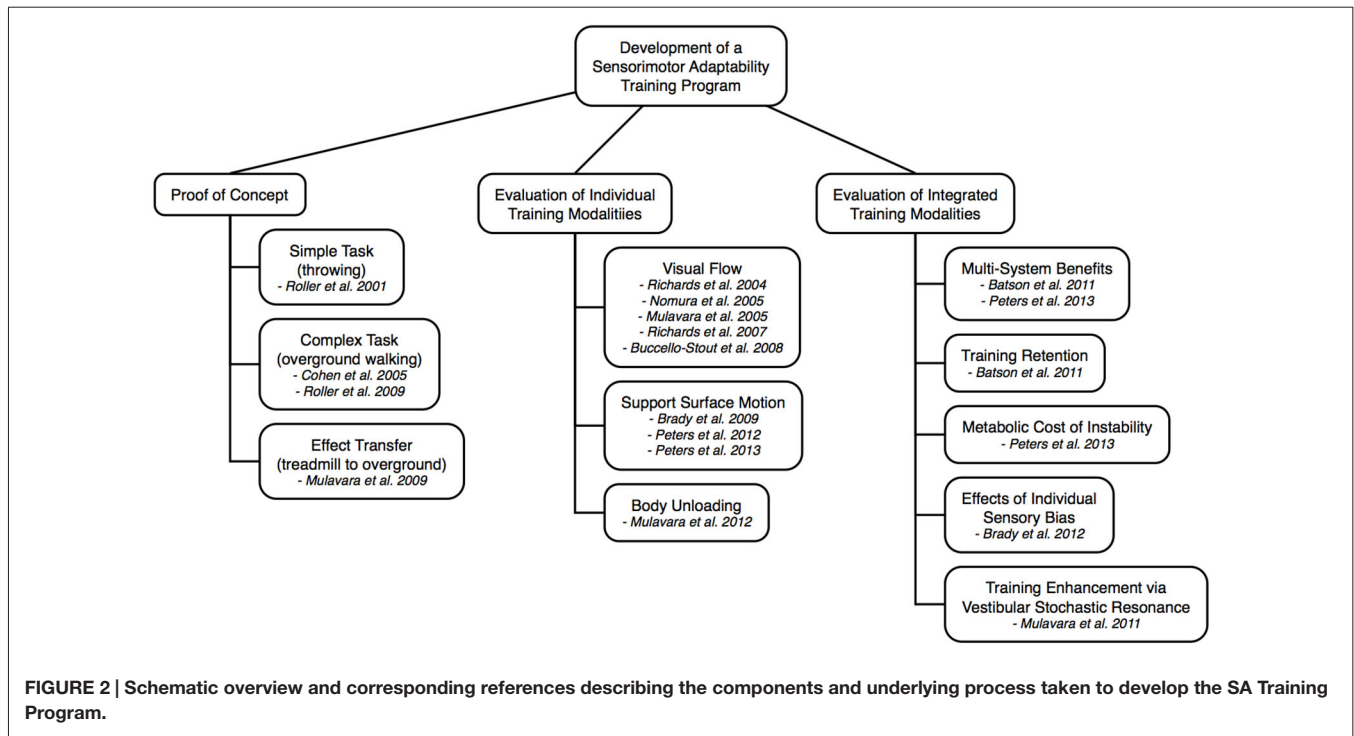 Development of a
Sensorimotor Adaptability
Training Program
Proof of Concept
Simple Task
(throwing)
- Roller et al. 2001
Complex Task
(overground walking)
- Cohen et al. 2005
- Roller et al. 2009
Effect Transfer
(treadmill to overground)
- Mulavara et al. 2009
Evaluation of Individual
Training Modalitiies
Visual Flow
- Richards et al. 2004
- Nomura et al. 2005
- Mulavara et al. 2005
- Richards et al. 2007
- Buccello-Stout et al. 2008
Support Surface Motion
- Brady et al. 2009
- Peters et al. 2012
- Peters et al. 2013
Body Unloading
- Mulavara et al. 2012
Evaluation of Integrated
Training Modalities
Multi-System Benefits
- Batson et al. 2011
- Peters et al. 2013
Training Retention
- Batson et al. 2011
Metabolic Cost of Instability
- Peters et al. 2013
Effects of Individual
Sensory Bias
- Brady et al. 2012
Training Enhancement via
Vestibular Stochastic Resonance
- Mulavara et al. 2011
FIGURE 2 | Schematic overview and corresponding references describing the components and underlying process taken to develop the SA Training
Program.